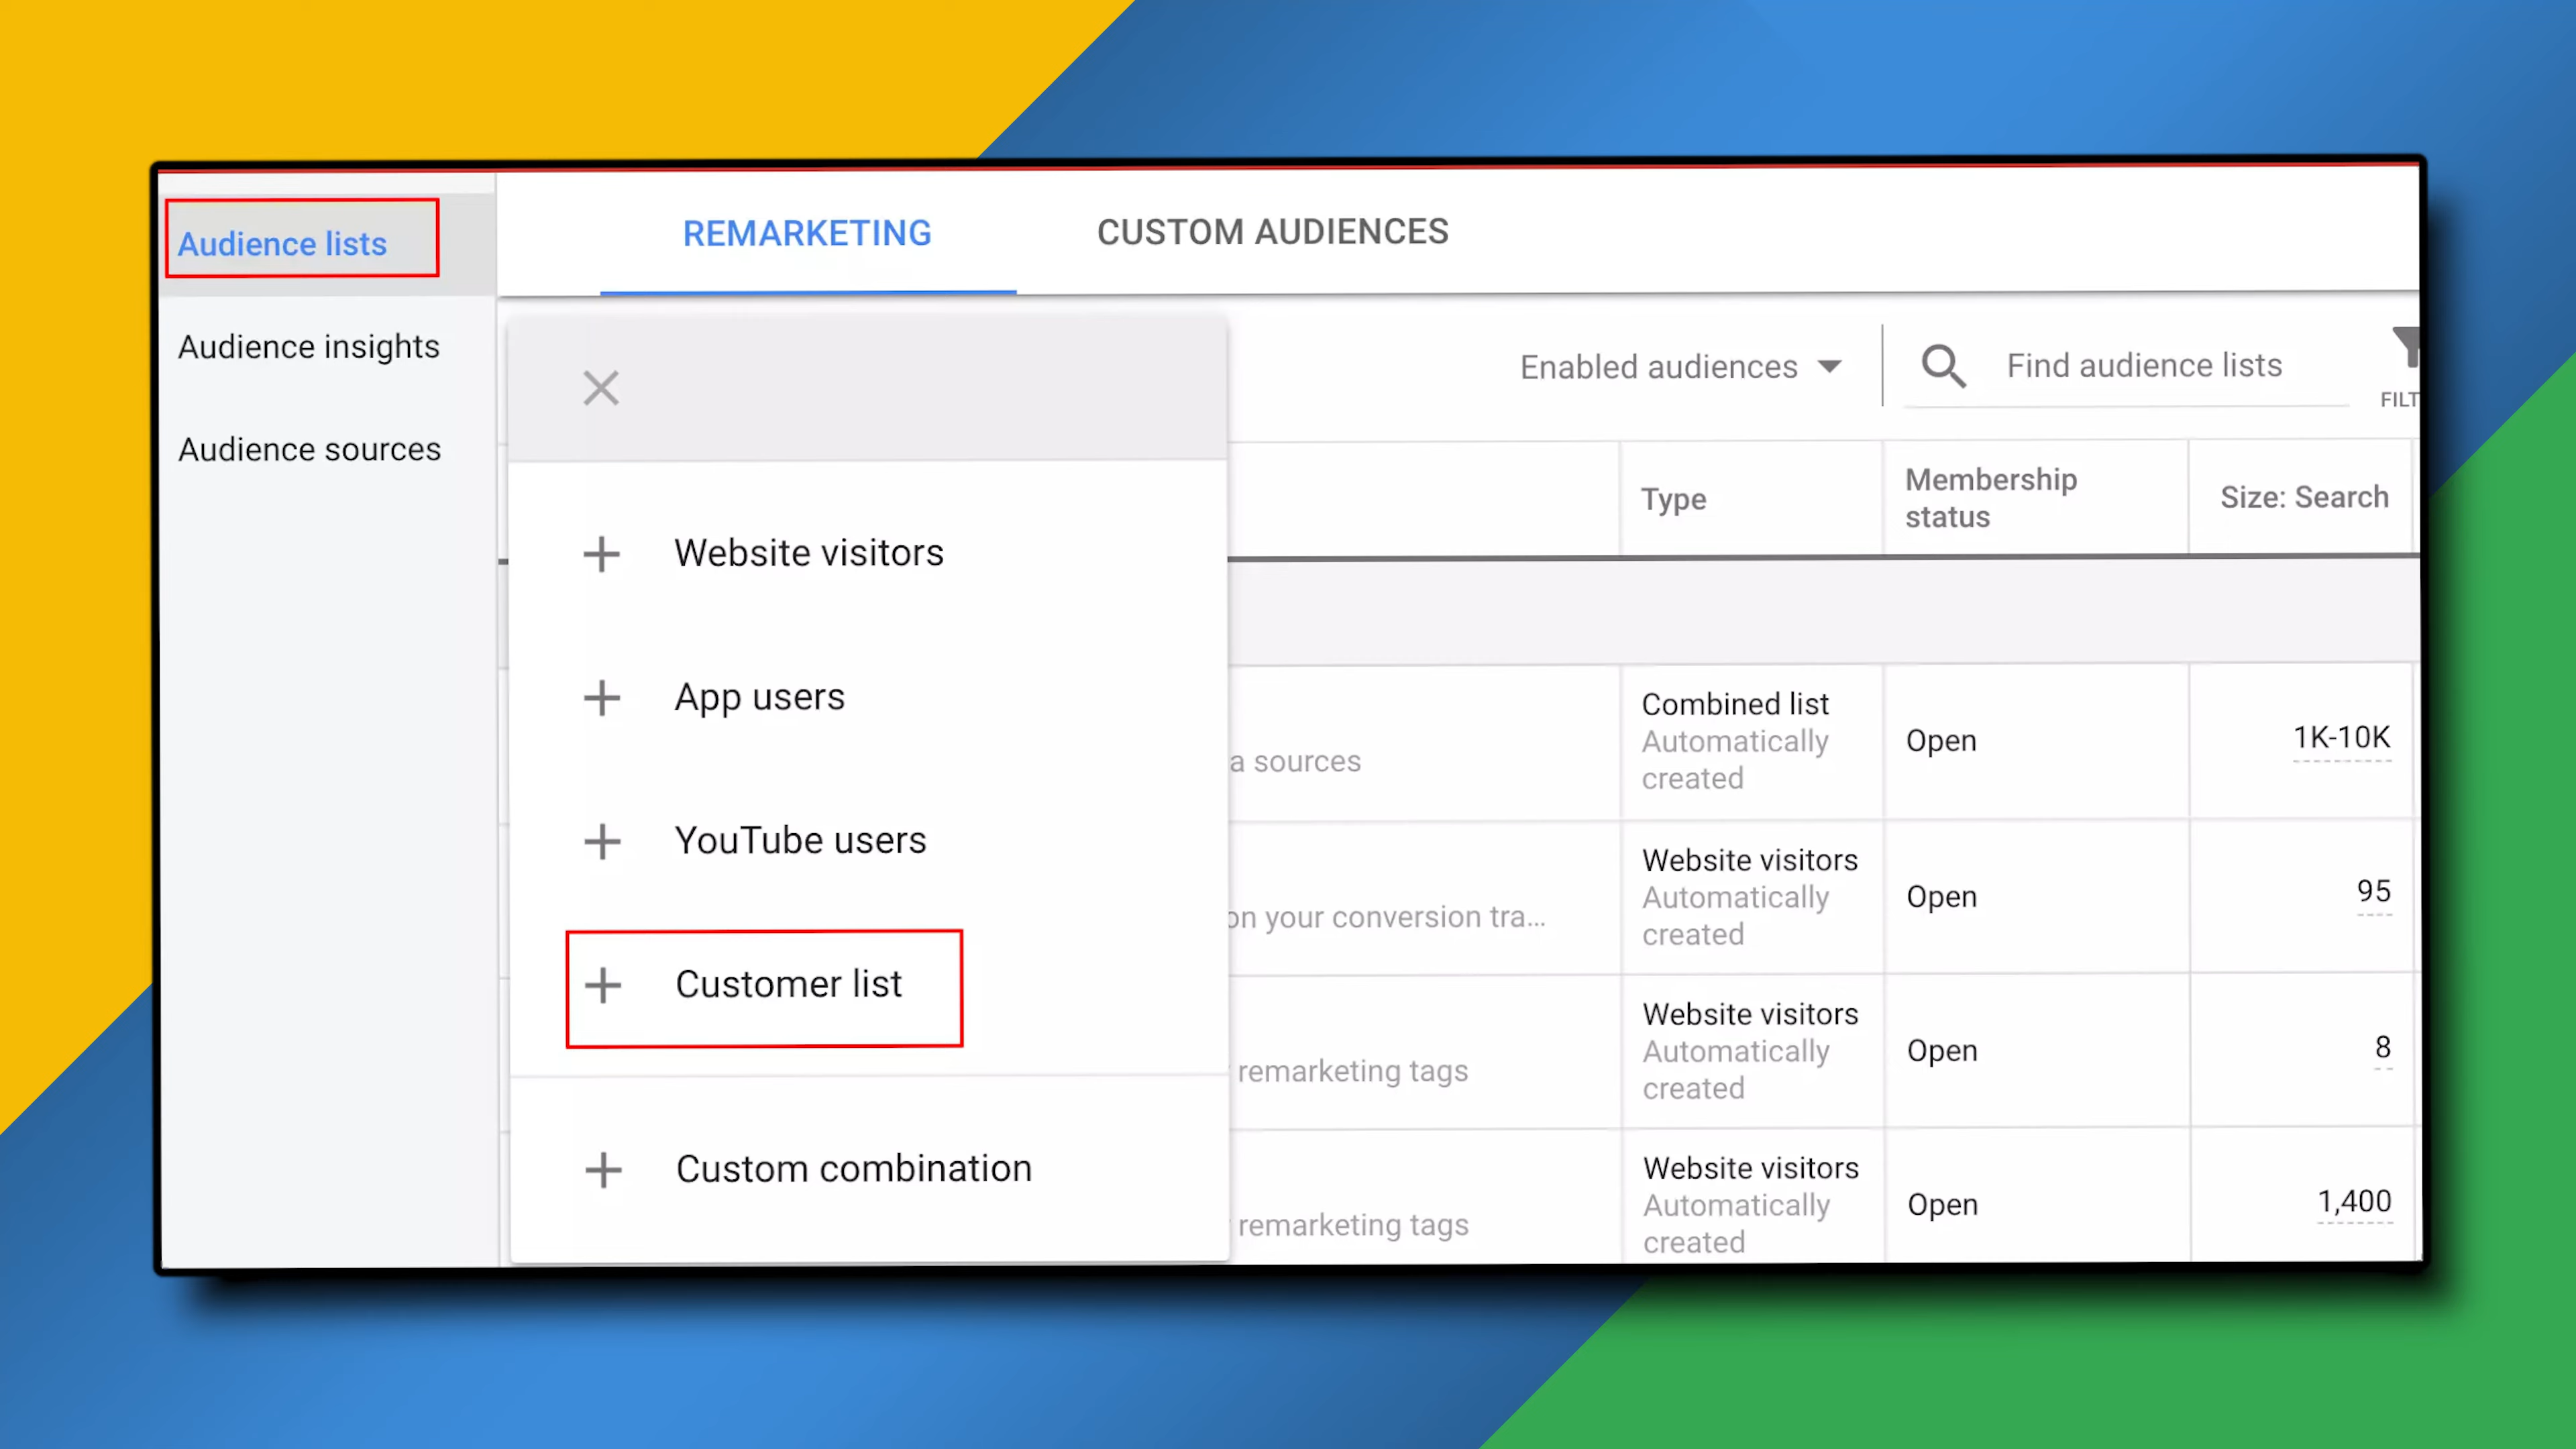 Audience lists
Audience insights
Audience sources
REMARKETING
CUSTOM AUDIENCES
Enabled audiences
Find audience lists
FILT
Website visitors
App users
YouTube users
Customer list
Custom combination
Type
Membership
status
Size: Search
a sources
Combined list
Automatically
created
Open
1K-10K
on your conversion tra...
Website visitors
Automatically
created
Open
95
remarketing tags
Website visitors
Automatically
created
Open
8
remarketing tags
Website visitors
Automatically
created
Open
1,400